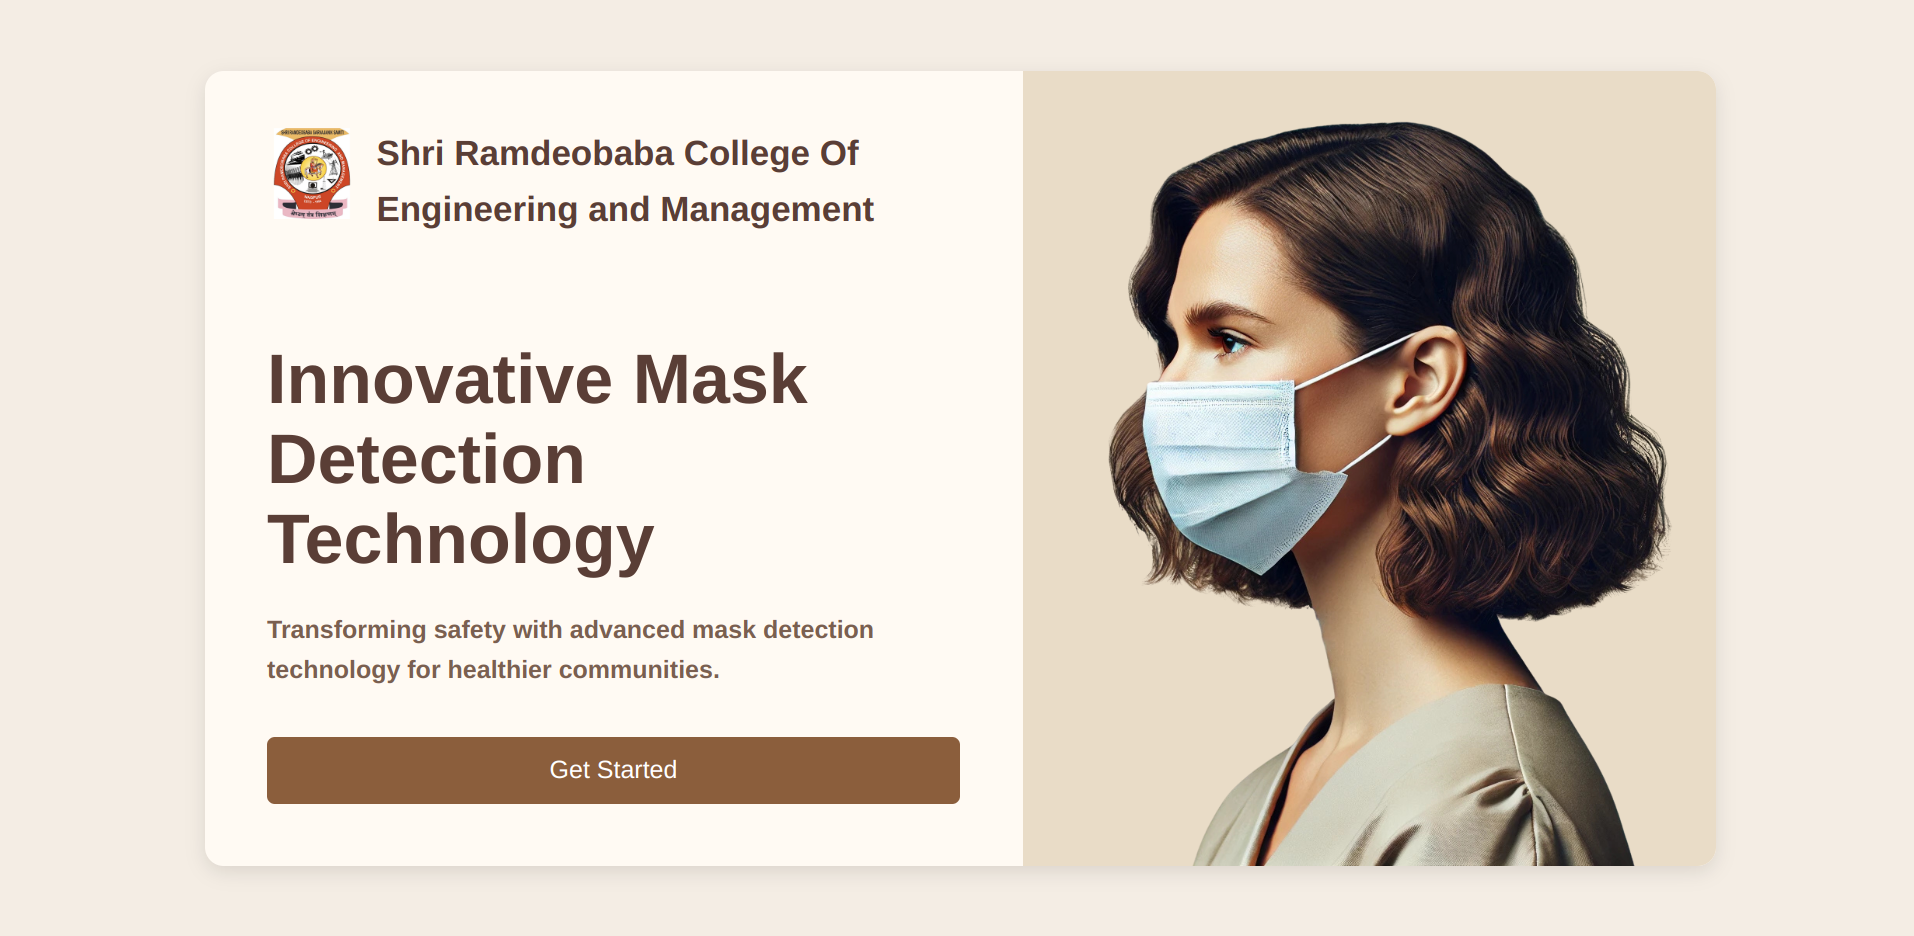 Shri Ramdeobaba College Of
Engineering and Management
NAGPUR
Innovative Mask
Detection
Technology
Transforming safety with advanced mask detection
technology for healthier communities.
Get Started